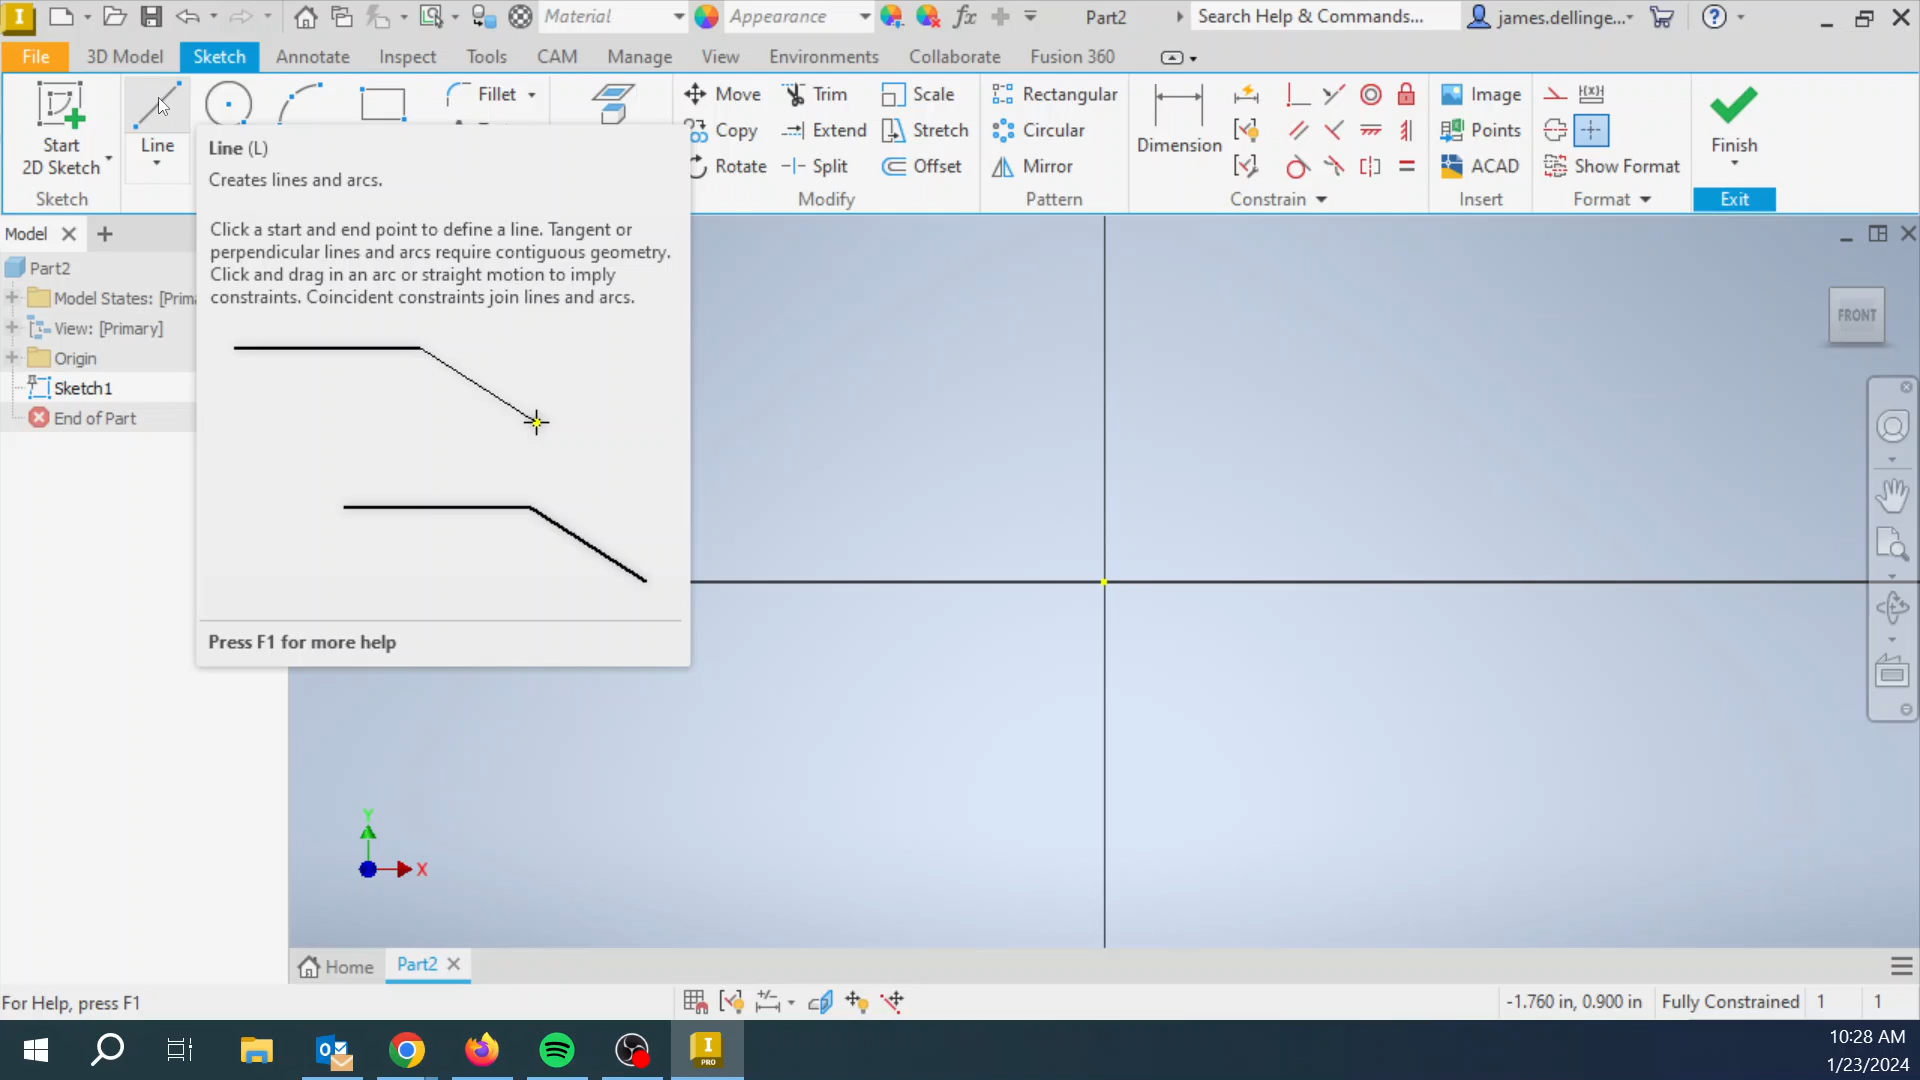 Material
Appearance
fx
Part2
Search Help & Commands...
james.dellinge...
?
File
3D Model
Sketch
Annotate
Inspect
Tools
CAM
Manage
View
Environments
Collaborate
Fusion 360
Start
2D Sketch
Line
Fillet
Move
Trim
Scale
Copy
Extend
Stretch
Rotate
Split
Offset
Rectangular
Circular
Mirror
Dimension
Image
Points
ACAD
Show Format
Finish
Sketch
Modify
Pattern
Constrain
Insert
Format
Exit
Line (L)
Creates lines and arcs.
Click a start and end point to define a line. Tangent or
perpendicular lines and arcs require contiguous geometry.
Click and drag in an arc or straight motion to imply
constraints. Coincident constraints join lines and arcs.
Press F1 for more help
Model
Part2
Model States: [Prim
View: [Primary]
Origin
Sketch1
End of Part
FRONT
Y
X
Home
Part2
For Help, press F1
-1.760 in, 0.900 in
Fully Constrained
1
1
I
PRO
10:28 AM
1/23/2024